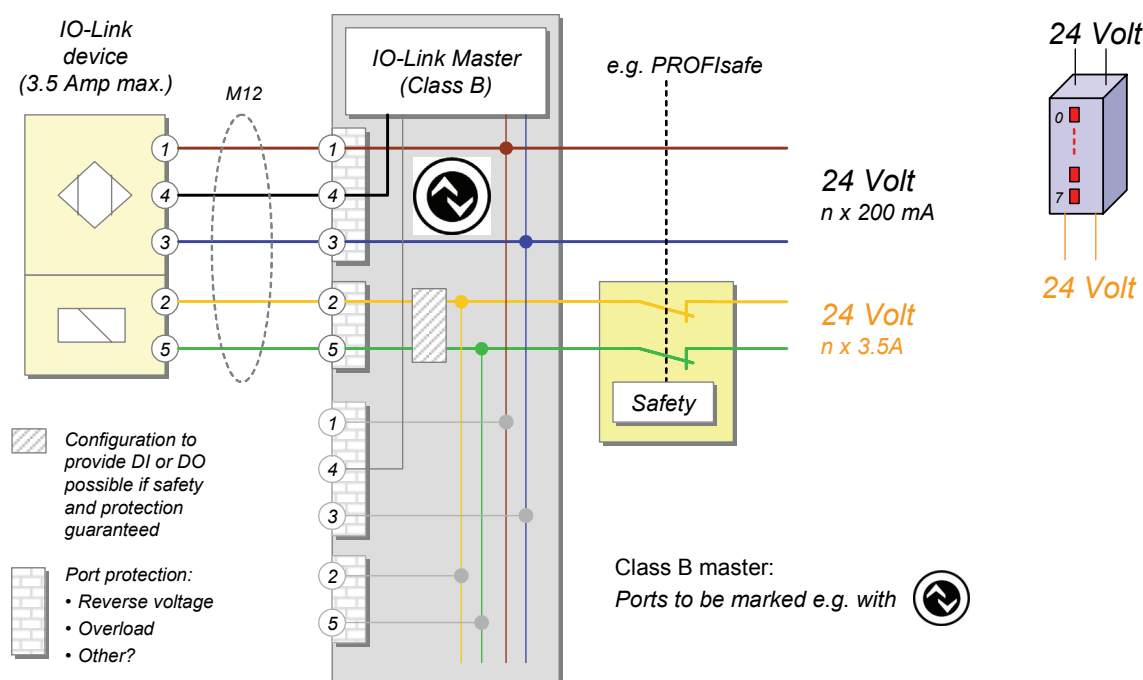 IO-Link
device
(3.5 Amp max.)
M12
IO-Link Master
(Class B)
e.g. PROFIsafe
24 Volt
0
7
24 Volt
1
4
3
2
5
1
4
3
2
5
24 Volt
n x 200 mA
24 Volt
n x 3.5A
Safety
1
4
3
2
5
Configuration to
provide DI or DO
possible if safety
and protection
guaranteed
Port protection:
• Reverse voltage
• Overload
• Other?
Class B master:
Ports to be marked e.g. with